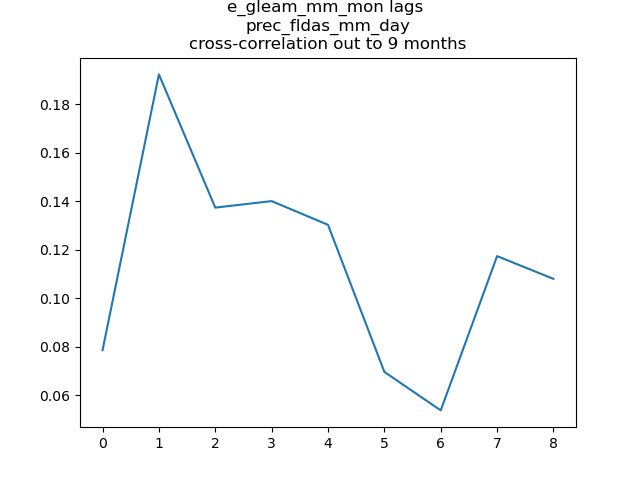 e_gleam_mm_mon lags
prec_fldas_mm_day
cross-correlation out to 9 months
0.18
0.16
0.14
0.12
0.10
0.08
0.06
0 1 2 3 4 5 6 7 8